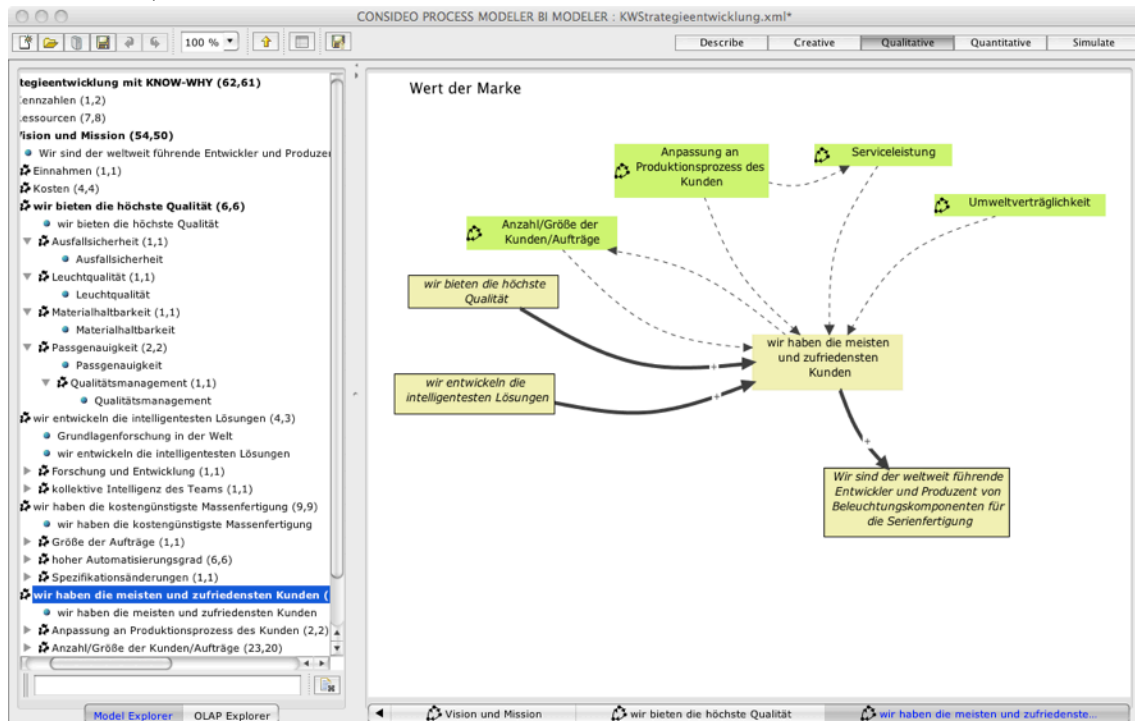 CONSIDEO PROCESS MODELER BI MODELER : KWStrategieentwicklung.xml*
100 %
Describe
Creative
Qualitative
Quantitative
Simulate
tegieentwicklung mit KNOW-WHY (62,61)
ennzahlen (1,2)
essourcen (7,8)
ision und Mission (54,50)
Wir sind der weltweit führende Entwickler und Produze
Einnahmen (1,1)
Kosten (4,4)
wir bieten die höchste Qualität (6,6)
wir bieten die höchste Qualität
Ausfallsicherheit (1,1)
Ausfallsicherheit
Leuchtqualität (1,1)
Leuchtqualität
Materialhaltbarkeit (1,1)
Materialhaltbarkeit
Passgenauigkeit (2,2)
Passgenauigkeit
Qualitätsmanagement (1,1)
Qualitätsmanagement
wir entwickeln die intelligentesten Lösungen (4,3)
Grundlagenforschung in der Welt
wir entwickeln die intelligentesten Lösungen
Forschung und Entwicklung (1,1)
kollektive Intelligenz des Teams (1,1)
wir haben die kostengünstigste Massenfertigung (9,9)
wir haben die kostengünstigste Massenfertigung
Größe der Aufträge (1,1)
hoher Automatisierungsgrad (6,6)
Spezifikationsänderungen (1,1)
wir haben die meisten und zufriedensten Kunden (
wir haben die meisten und zufriedensten Kunden
Anpassung an Produktionsprozess des Kunden (2,2)
Anzahl/Größe der Kunden/Aufträge (23,20)
Model Explorer
OLAP Explorer
Wert der Marke
Anpassung an
Produktionsprozess des
Kunden
Serviceleistung
Umweltverträglichkeit
Anzahl/Größe der
Kunden/Aufträge
wir bieten die höchste
Qualität
wir haben die meisten
und zufriedensten
Kunden
wir entwickeln die
intelligentesten Lösungen
+
+
+
Wir sind der weltweit führende
Entwickler und Produzent von
Beleuchtungskomponenten für
die Serienfertigung
Vision und Mission
wir bieten die höchste Qualität
wir haben die meisten und zufriedenste...